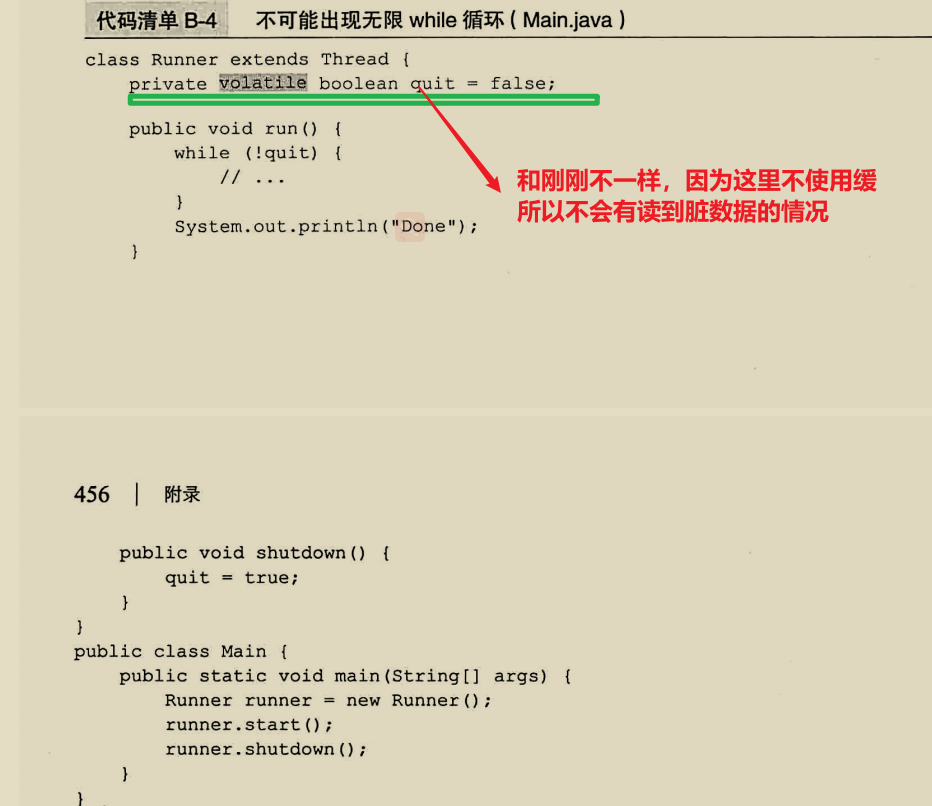 代码清单 B-4 不可能出现无限 while 循环（Main.java）
class Runner extends Thread {
    private volatile boolean quit = false;
    public void run() {
        while (!quit) {
            // ...
        }
        System.out.println("Done");
    }
和刚刚不一样，因为这里不使用缓
所以不会有读到脏数据的情况
456 | 附录
    public void shutdown() {
        quit = true;
    }
}
public class Main {
    public static void main(String[] args) {
        Runner runner = new Runner();
        runner.start();
        runner.shutdown();
    }
}